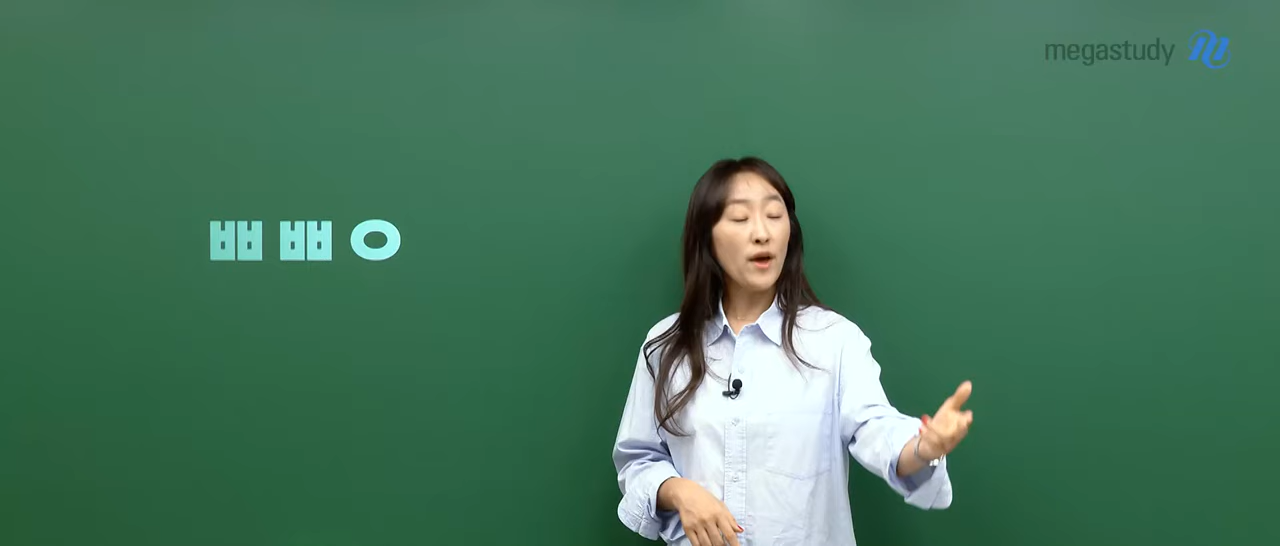 megastudy
ㅃ ㅃ ㅇ